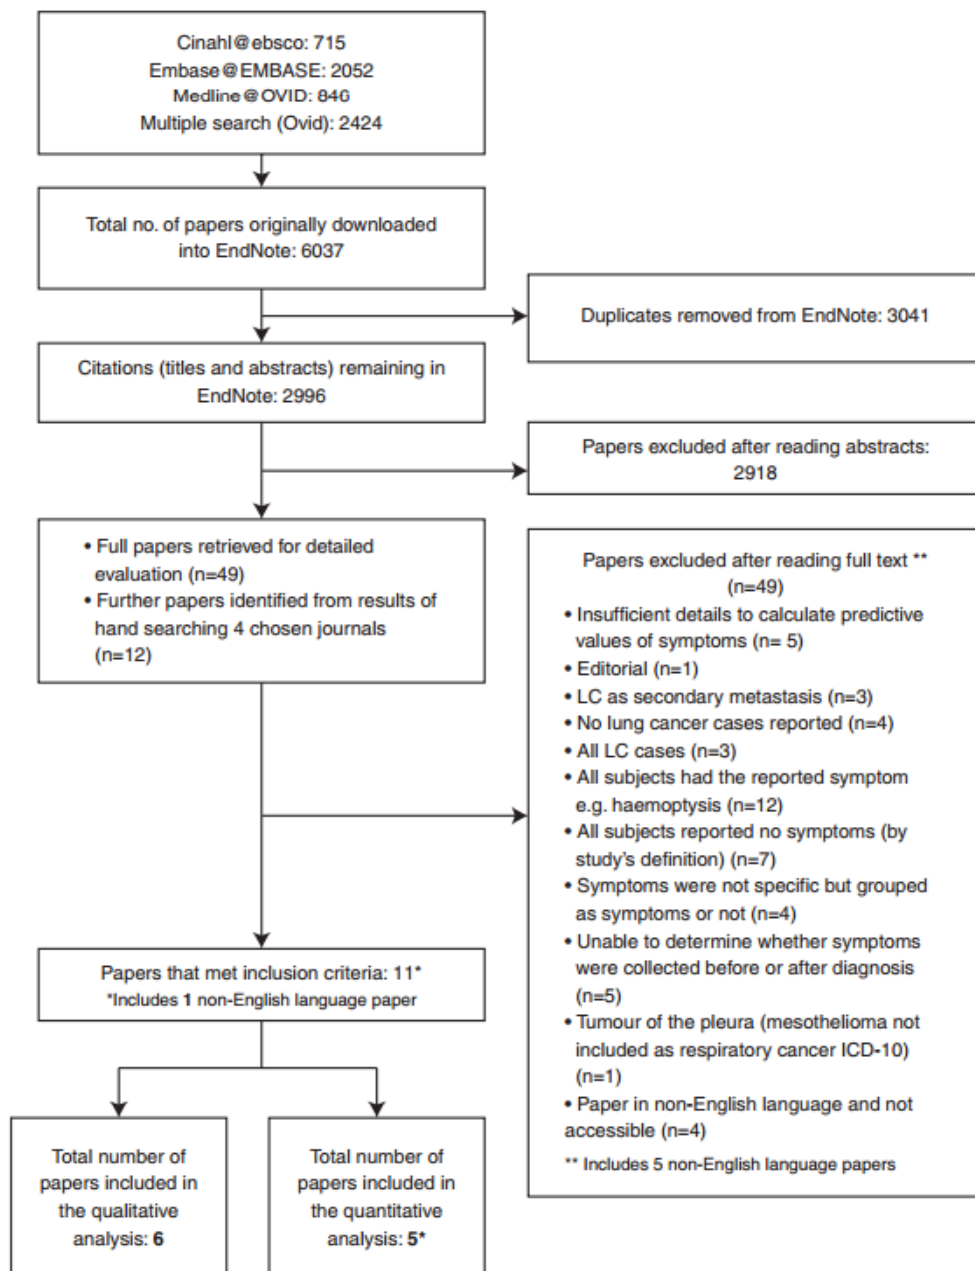 Cinahl@ebsco: 715
Embase@EMBASE: 2052
Medline@OVID: 846
Multiple search (Ovid): 2424
Total no. of papers originally downloaded
into EndNote: 6037
Duplicates removed from EndNote: 3041
Citations (titles and abstracts) remaining in
EndNote: 2996
Papers excluded after reading abstracts:
2918
• Full papers retrieved for detailed
evaluation (n=49)
• Further papers identified from results of
hand searching 4 chosen journals
(n=12)
Papers excluded after reading full text **
(n=49)
• Insufficient details to calculate predictive
values of symptoms (n= 5)
• Editorial (n=1)
• LC as secondary metastasis (n=3)
• No lung cancer cases reported (n=4)
• All LC cases (n=3)
• All subjects had the reported symptom
e.g. haemoptysis (n=12)
• All subjects reported no symptoms (by
study's definition) (n=7)
• Symptoms were not specific but grouped
as symptoms or not (n=4)
• Unable to determine whether symptoms
were collected before or after diagnosis
(n=5)
• Tumour of the pleura (mesothelioma not
included as respiratory cancer ICD-10)
(n=1)
• Paper in non-English language and not
accessible (n=4)
** Includes 5 non-English language papers
Papers that met inclusion criteria: 11*
*Includes 1 non-English language paper
Total number of
papers included in
the qualitative
analysis: 6
Total number of
papers included in
the quantitative
analysis: 5*